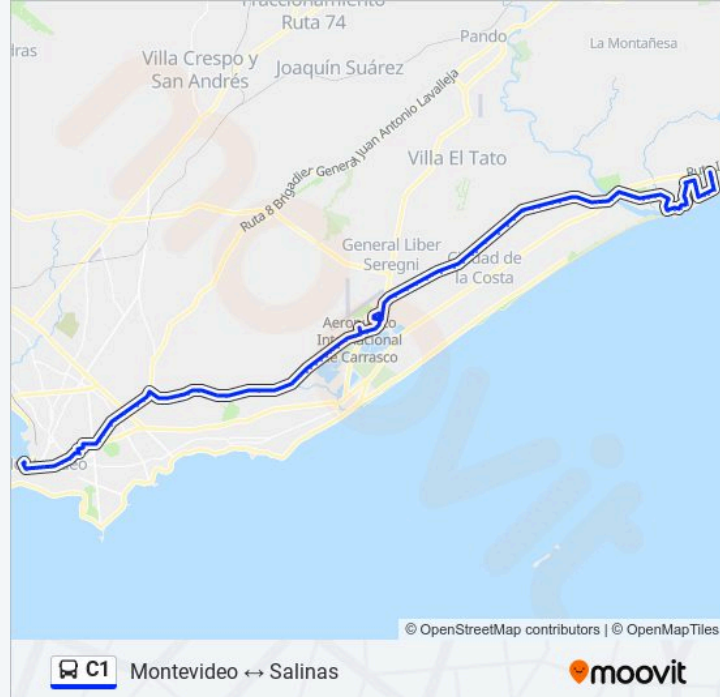 Fraccionamiento
Ruta 74
Pando
La Montañesa
Villa Crespo y
San Andrés
Joaquín Suárez
Ruta 8 Brigadier General Juan Antonio Lavalleja
Villa El Tato
General Liber
Seregni
Ciudad de
la Costa
Aeropuerto
Internacional
de Carrasco
© OpenStreetMap contributors | © OpenMapTiles
C1 Montevideo ↔ Salinas
moovit